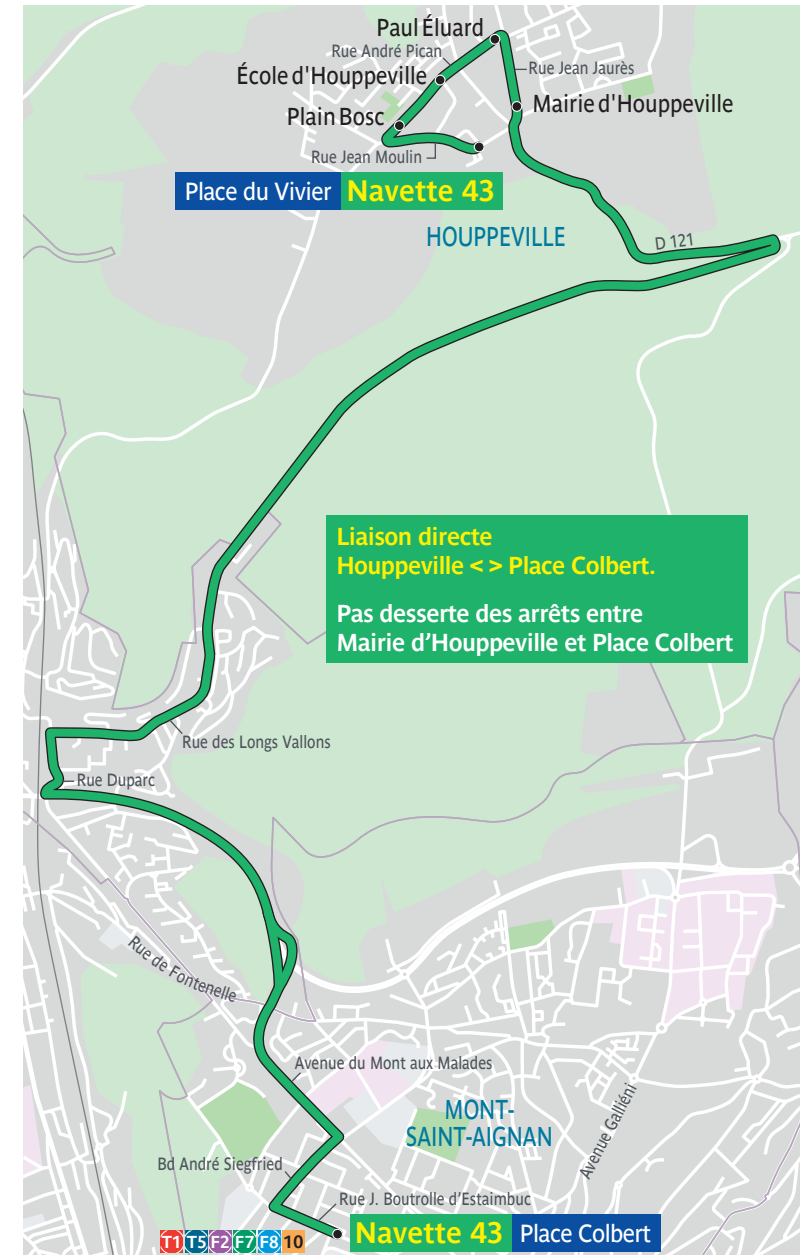 Paul Éluard
Rue André Pican
Rue Jean Jaurès
École d'Houppeville
Mairie d'Houppeville
Plain Bosc
Rue Jean Moulin
Place du Vivier Navette 43
HOUPPEVILLE
D 121
Liaison directe
Houppeville < > Place Colbert.
Pas desserte des arrêts entre
Mairie d'Houppeville et Place Colbert
Rue des Longs Vallons
Rue Duparc
Rue de Fontenelle
Avenue du Mont aux Malades
MONT-
SAINT-AIGNAN
Avenue Galliéni
Bd André Siegfried
Rue J. Boutrolle d'Estaimbuc
T1 T5 F2 F7 F8 10
Navette 43 Place Colbert